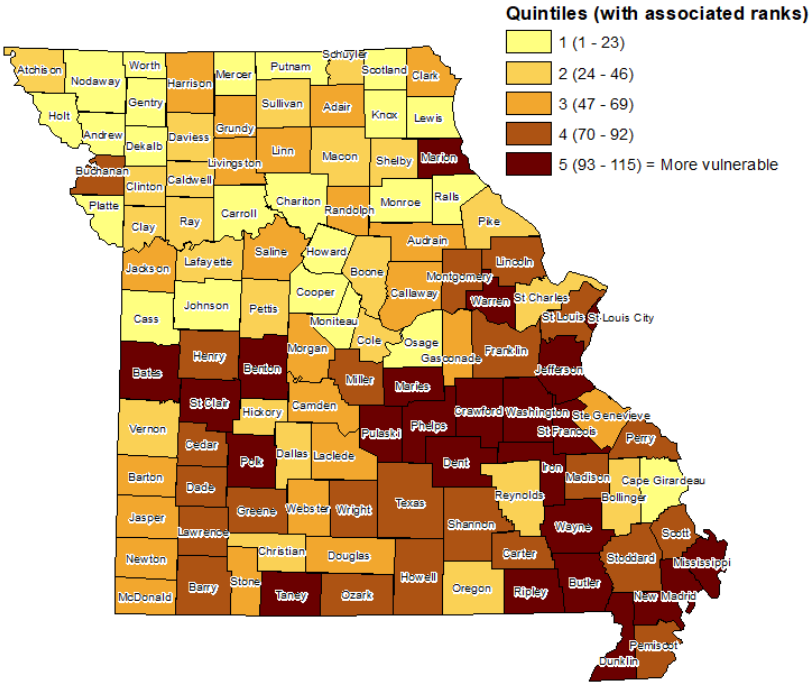 Quintiles (with associated ranks)
1 (1 - 23)
2 (24 - 46)
3 (47 - 69)
4 (70 - 92)
5 (93 - 115) = More vulnerable
Schuyler
Atchison
Nodaway
Worth
Harrison
Mercer
Putnam
Scotland
Clark
Holt
Gentry
Sullivan
Adair
Knox
Lewis
Andrew
Dekalb
Daviess
Grundy
Livingston
Linn
Macon
Shelby
Marion
Buchanan
Clinton
Caldwell
Platte
Clay
Ray
Carroll
Chariton
Randolph
Monroe
Ralls
Pike
Audrain
Jackson
Lafayette
Saline
Howard
Boone
Callaway
Montgomery
Lincoln
Warren
St Charles
St Louis
St Louis City
Cass
Johnson
Pettis
Cooper
Moniteau
Cole
Osage
Gasconade
Franklin
Jefferson
Bates
Henry
Benton
Morgan
Miller
Maries
St Clair
Hickory
Camden
Pulaski
Phelps
Crawford
Washington
St Francois
Ste Genevieve
Perry
Vernon
Cedar
Polk
Dallas
Laclede
Dent
Iron
Madison
Bollinger
Cape Girardeau
Barton
Dade
Greene
Webster
Wright
Texas
Reynolds
Shannon
Wayne
Jasper
Lawrence
Christian
Douglas
Howell
Carter
Stoddard
Scott
Mississippi
Newton
McDonald
Barry
Stone
Taney
Ozark
Oregon
Ripley
Butler
New Madrid
Pemiscot
Dunklin